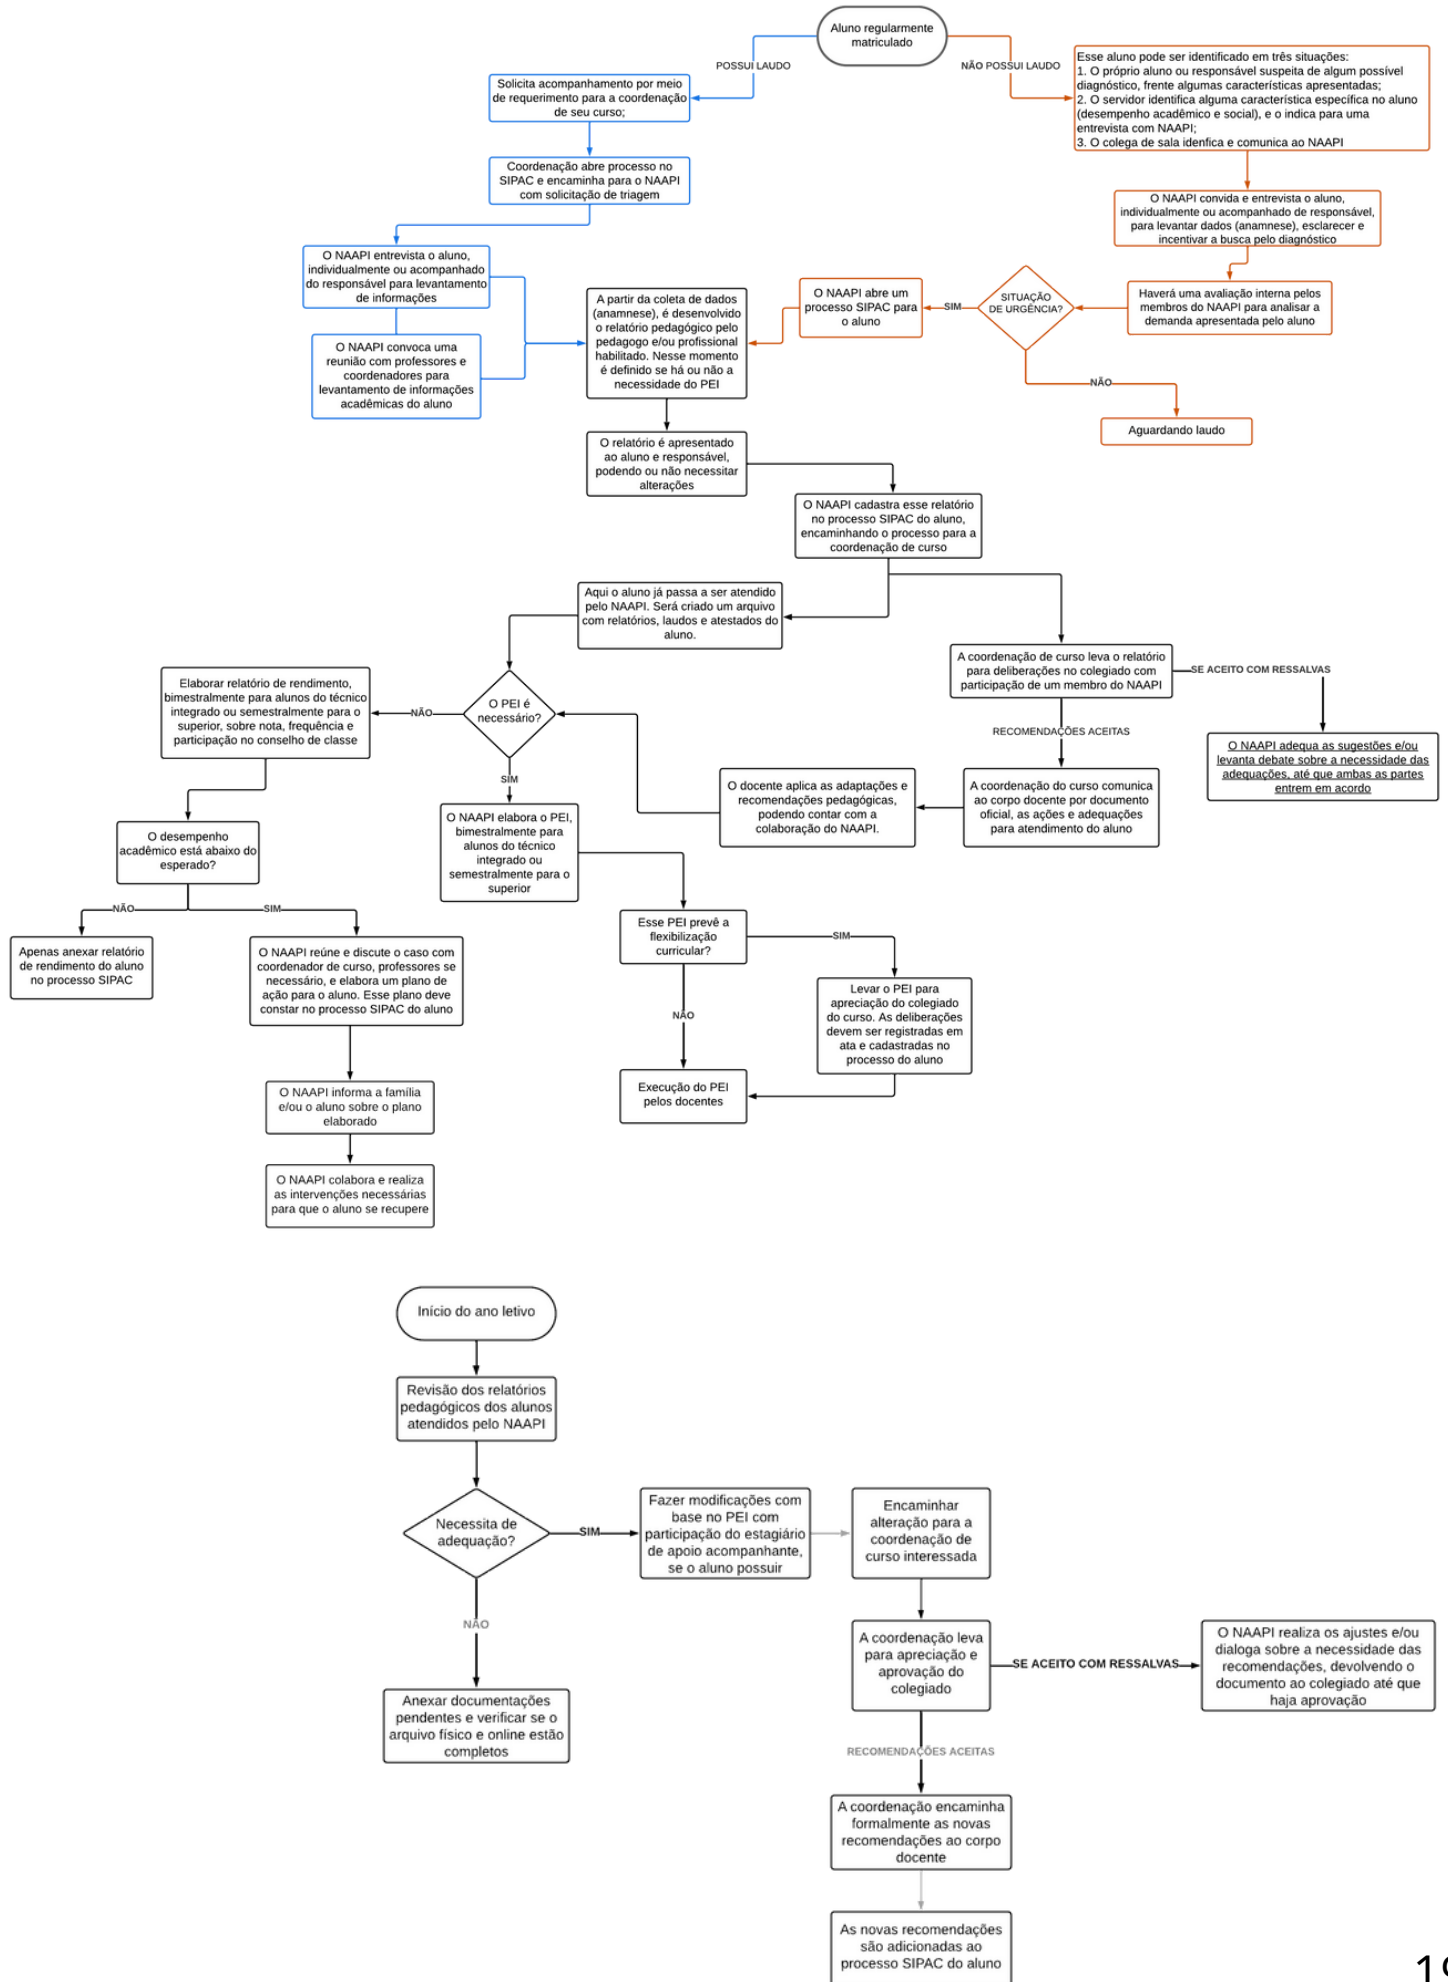 Aluno regularmente
matriculado
POSSUI LAUDO
NÃO POSSUI LAUDO
Solicita acompanhamento por meio
de requerimento para a coordenação
de seu curso;
Esse aluno pode ser identificado em três situações:
1. O próprio aluno ou responsável suspeita de algum possível
diagnóstico, frente algumas características apresentadas;
2. O servidor identifica alguma característica específica no aluno
(desempenho acadêmico e social), e o indica para uma
entrevista com NAAPI;
3. O colega de sala idenfica e comunica ao NAAPI
Coordenação abre processo no
SIPAC e encaminha para o NAAPI
com solicitação de triagem
O NAAPI convida e entrevista o aluno,
individualmente ou acompanhado de responsável,
para levantar dados (anamnese), esclarecer e
incentivar a busca pelo diagnóstico
O NAAPI entrevista o aluno,
individualmente ou acompanhado
do responsável para levantamento
de informações
O NAAPI convoca uma
reunião com professores e
coordenadores para
levantamento de informações
acadêmicas do aluno
A partir da coleta de dados
(anamnese), é desenvolvido
o relatório pedagógico pelo
pedagogo e/ou profissional
habilitado. Nesse momento
é definido se há ou não a
necessidade do PEI
O NAAPI abre um
processo SIPAC para
o aluno
SIM
SITUAÇÃO
DE URGÊNCIA?
Haverá uma avaliação interna pelos
membros do NAAPI para analisar a
demanda apresentada pelo aluno
NÃO
Aguardando laudo
O relatório é apresentado
ao aluno e responsável,
podendo ou não necessitar
alterações
O NAAPI cadastra esse relatório
no processo SIPAC do aluno,
encaminhando o processo para a
coordenação de curso
Aqui o aluno já passa a ser atendido
pelo NAAPI. Será criado um arquivo
com relatórios, laudos e atestados do
aluno.
A coordenação de curso leva o relatório
para deliberações no colegiado com
participação de um membro do NAAPI
SE ACEITO COM RESSALVAS
O NAAPI adequa as sugestões e/ou
levanta debate sobre a necessidade das
adequações, até que ambas as partes
entrem em acordo
RECOMENDAÇÕES ACEITAS
Elaborar relatório de rendimento,
bimestralmente para alunos do técnico
integrado ou semestralmente para o
superior, sobre nota, frequência e
participação no conselho de classe
NÃO
O PEI é
necessário?
SIM
O docente aplica as adaptações e
recomendações pedagógicas,
podendo contar com a
colaboração do NAAPI.
A coordenação do curso comunica
ao corpo docente por documento
oficial, as ações e adequações
para atendimento do aluno
O NAAPI elabora o PEI,
bimestralmente para
alunos do técnico
integrado ou
semestralmente para o
superior
O desempenho
acadêmico está abaixo do
esperado?
NÃO
SIM
Apenas anexar relatório
de rendimento do aluno
no processo SIPAC
O NAAPI reúne e discute o caso com
coordenador de curso, professores se
necessário, e elabora um plano de
ação para o aluno. Esse plano deve
constar no processo SIPAC do aluno
Esse PEI prevê a
flexibilização
curricular?
SIM
NÃO
Levar o PEI para
apreciação do colegiado
do curso. As deliberações
devem ser registradas em
ata e cadastradas no
processo do aluno
Execução do PEI
pelos docentes
O NAAPI informa a família
e/ou o aluno sobre o plano
elaborado
O NAAPI colabora e realiza
as intervenções necessárias
para que o aluno se recupere
Início do ano letivo
Revisão dos relatórios
pedagógicos dos alunos
atendidos pelo NAAPI
Necessita de
adequação?
SIM
Fazer modificações com
base no PEI com
participação do estagiário
de apoio acompanhante,
se o aluno possuir
Encaminhar
alteração para a
coordenação de
curso interessada
NÃO
Anexar documentações
pendentes e verificar se o
arquivo físico e online estão
completos
A coordenação leva
para apreciação e
aprovação do
colegiado
SE ACEITO COM RESSALVAS
O NAAPI realiza os ajustes e/ou
dialoga sobre a necessidade das
recomendações, devolvendo o
documento ao colegiado até que
haja aprovação
RECOMENDAÇÕES ACEITAS
A coordenação encaminha
formalmente as novas
recomendações ao corpo
docente
As novas recomendações
são adicionadas ao
processo SIPAC do aluno